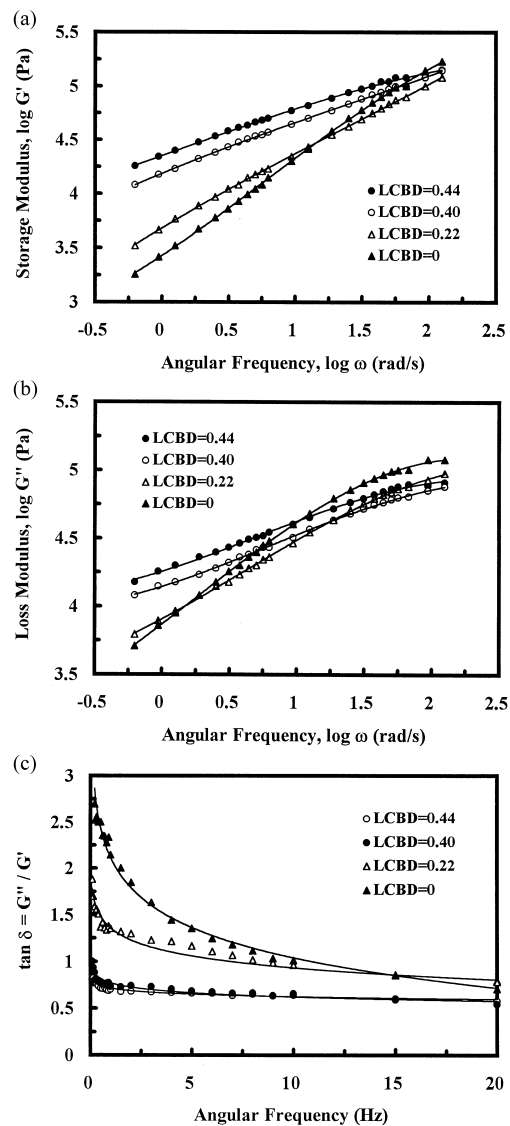 (a)
5.5
5
4.5
4
3.5
3
Storage Modulus, log G' (Pa)
LCBD=0.44
LCBD=0.40
LCBD=0.22
LCBD=0
-0.5 0 0.5 1 1.5 2 2.5
Angular Frequency, log ω (rad/s)
(b)
5.5
5
4.5
4
3.5
Loss Modulus, log G'' (Pa)
LCBD=0.44
LCBD=0.40
LCBD=0.22
LCBD=0
-0.5 0 0.5 1 1.5 2 2.5
Angular Frequency, log ω (rad/s)
(c)
3
2.5
2
1.5
1
0.5
0
tan δ = G'' / G'
LCBD=0.44
LCBD=0.40
LCBD=0.22
LCBD=0
0 5 10 15 20
Angular Frequency (Hz)